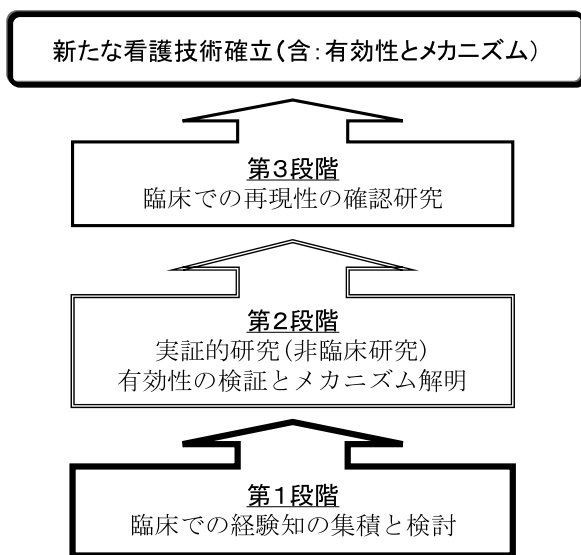 新たな看護技術確立(含:有効性とメカニズム)
第3段階
臨床での再現性の確認研究
第2段階
実証的研究(非臨床研究)
有効性の検証とメカニズム解明
第1段階
臨床での経験知の集積と検討